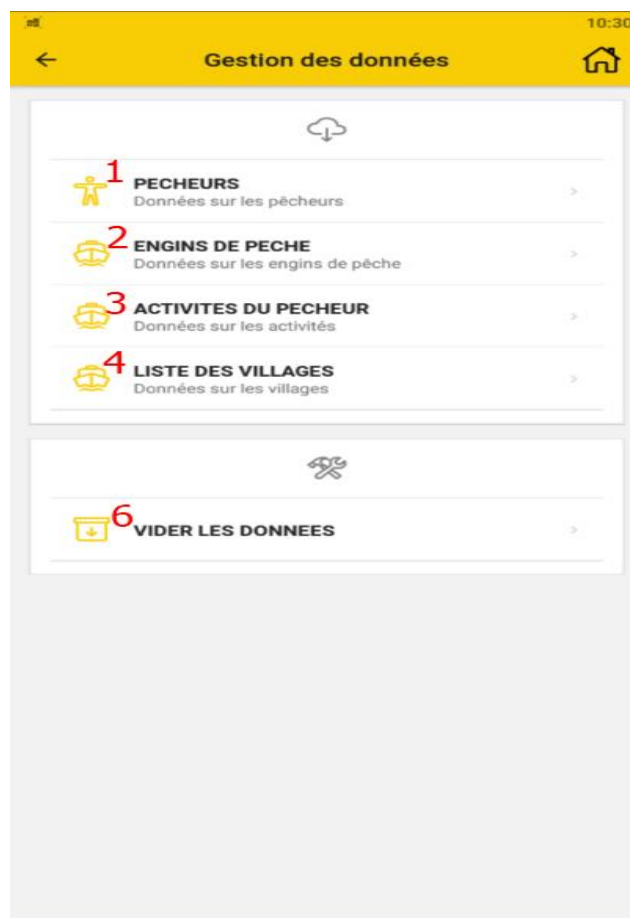 10:30
Gestion des données
1
PECHEURS
Données sur les pêcheurs
2
ENGINS DE PECHE
Données sur les engins de pêche
3
ACTIVITES DU PECHEUR
Données sur les activités
4
LISTE DES VILLAGES
Données sur les villages
6
VIDER LES DONNEES